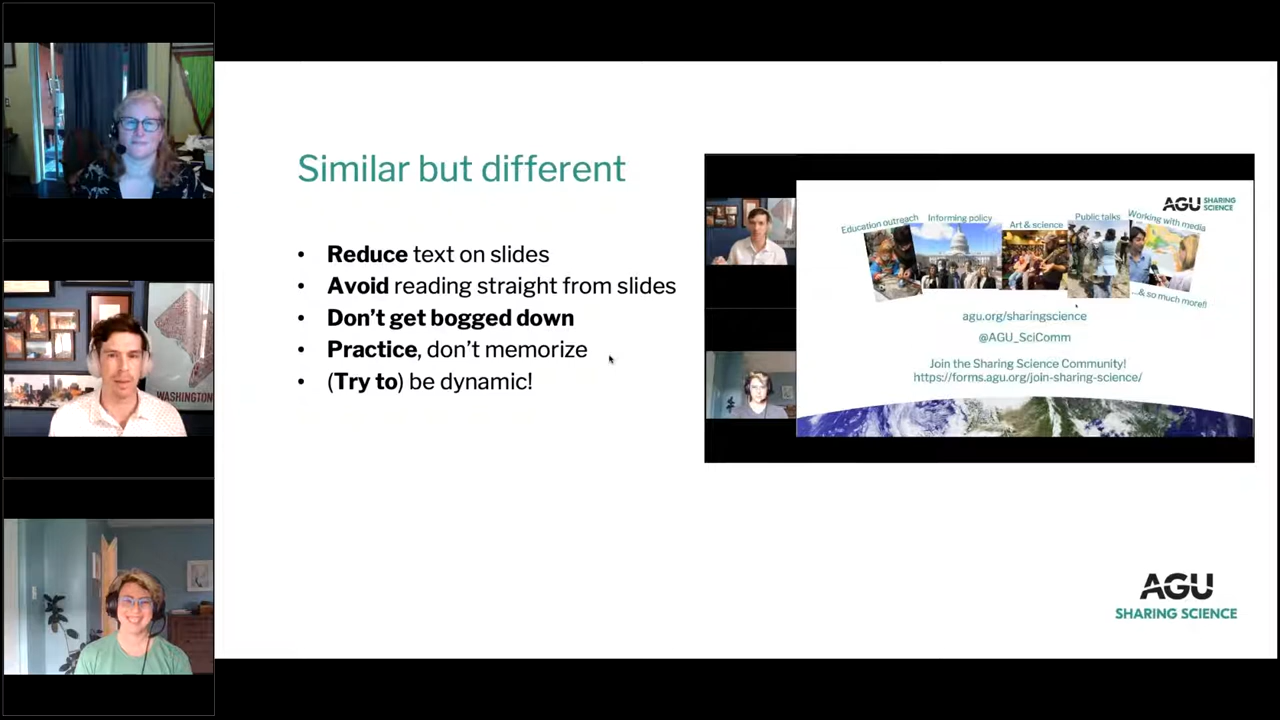 Similar but different
• Reduce text on slides
• Avoid reading straight from slides
• Don't get bogged down
• Practice, don't memorize
• (Try to) be dynamic!
AGU SHARING SCIENCE
Education outreach
Informing policy
Art & science
Public talks
Working with media
...& so much more!!
agu.org/sharingscience
@AGU_SciComm
Join the Sharing Science Community!
https://forms.agu.org/join-sharing-science/
WASHINGTON
AGU
SHARING SCIENCE